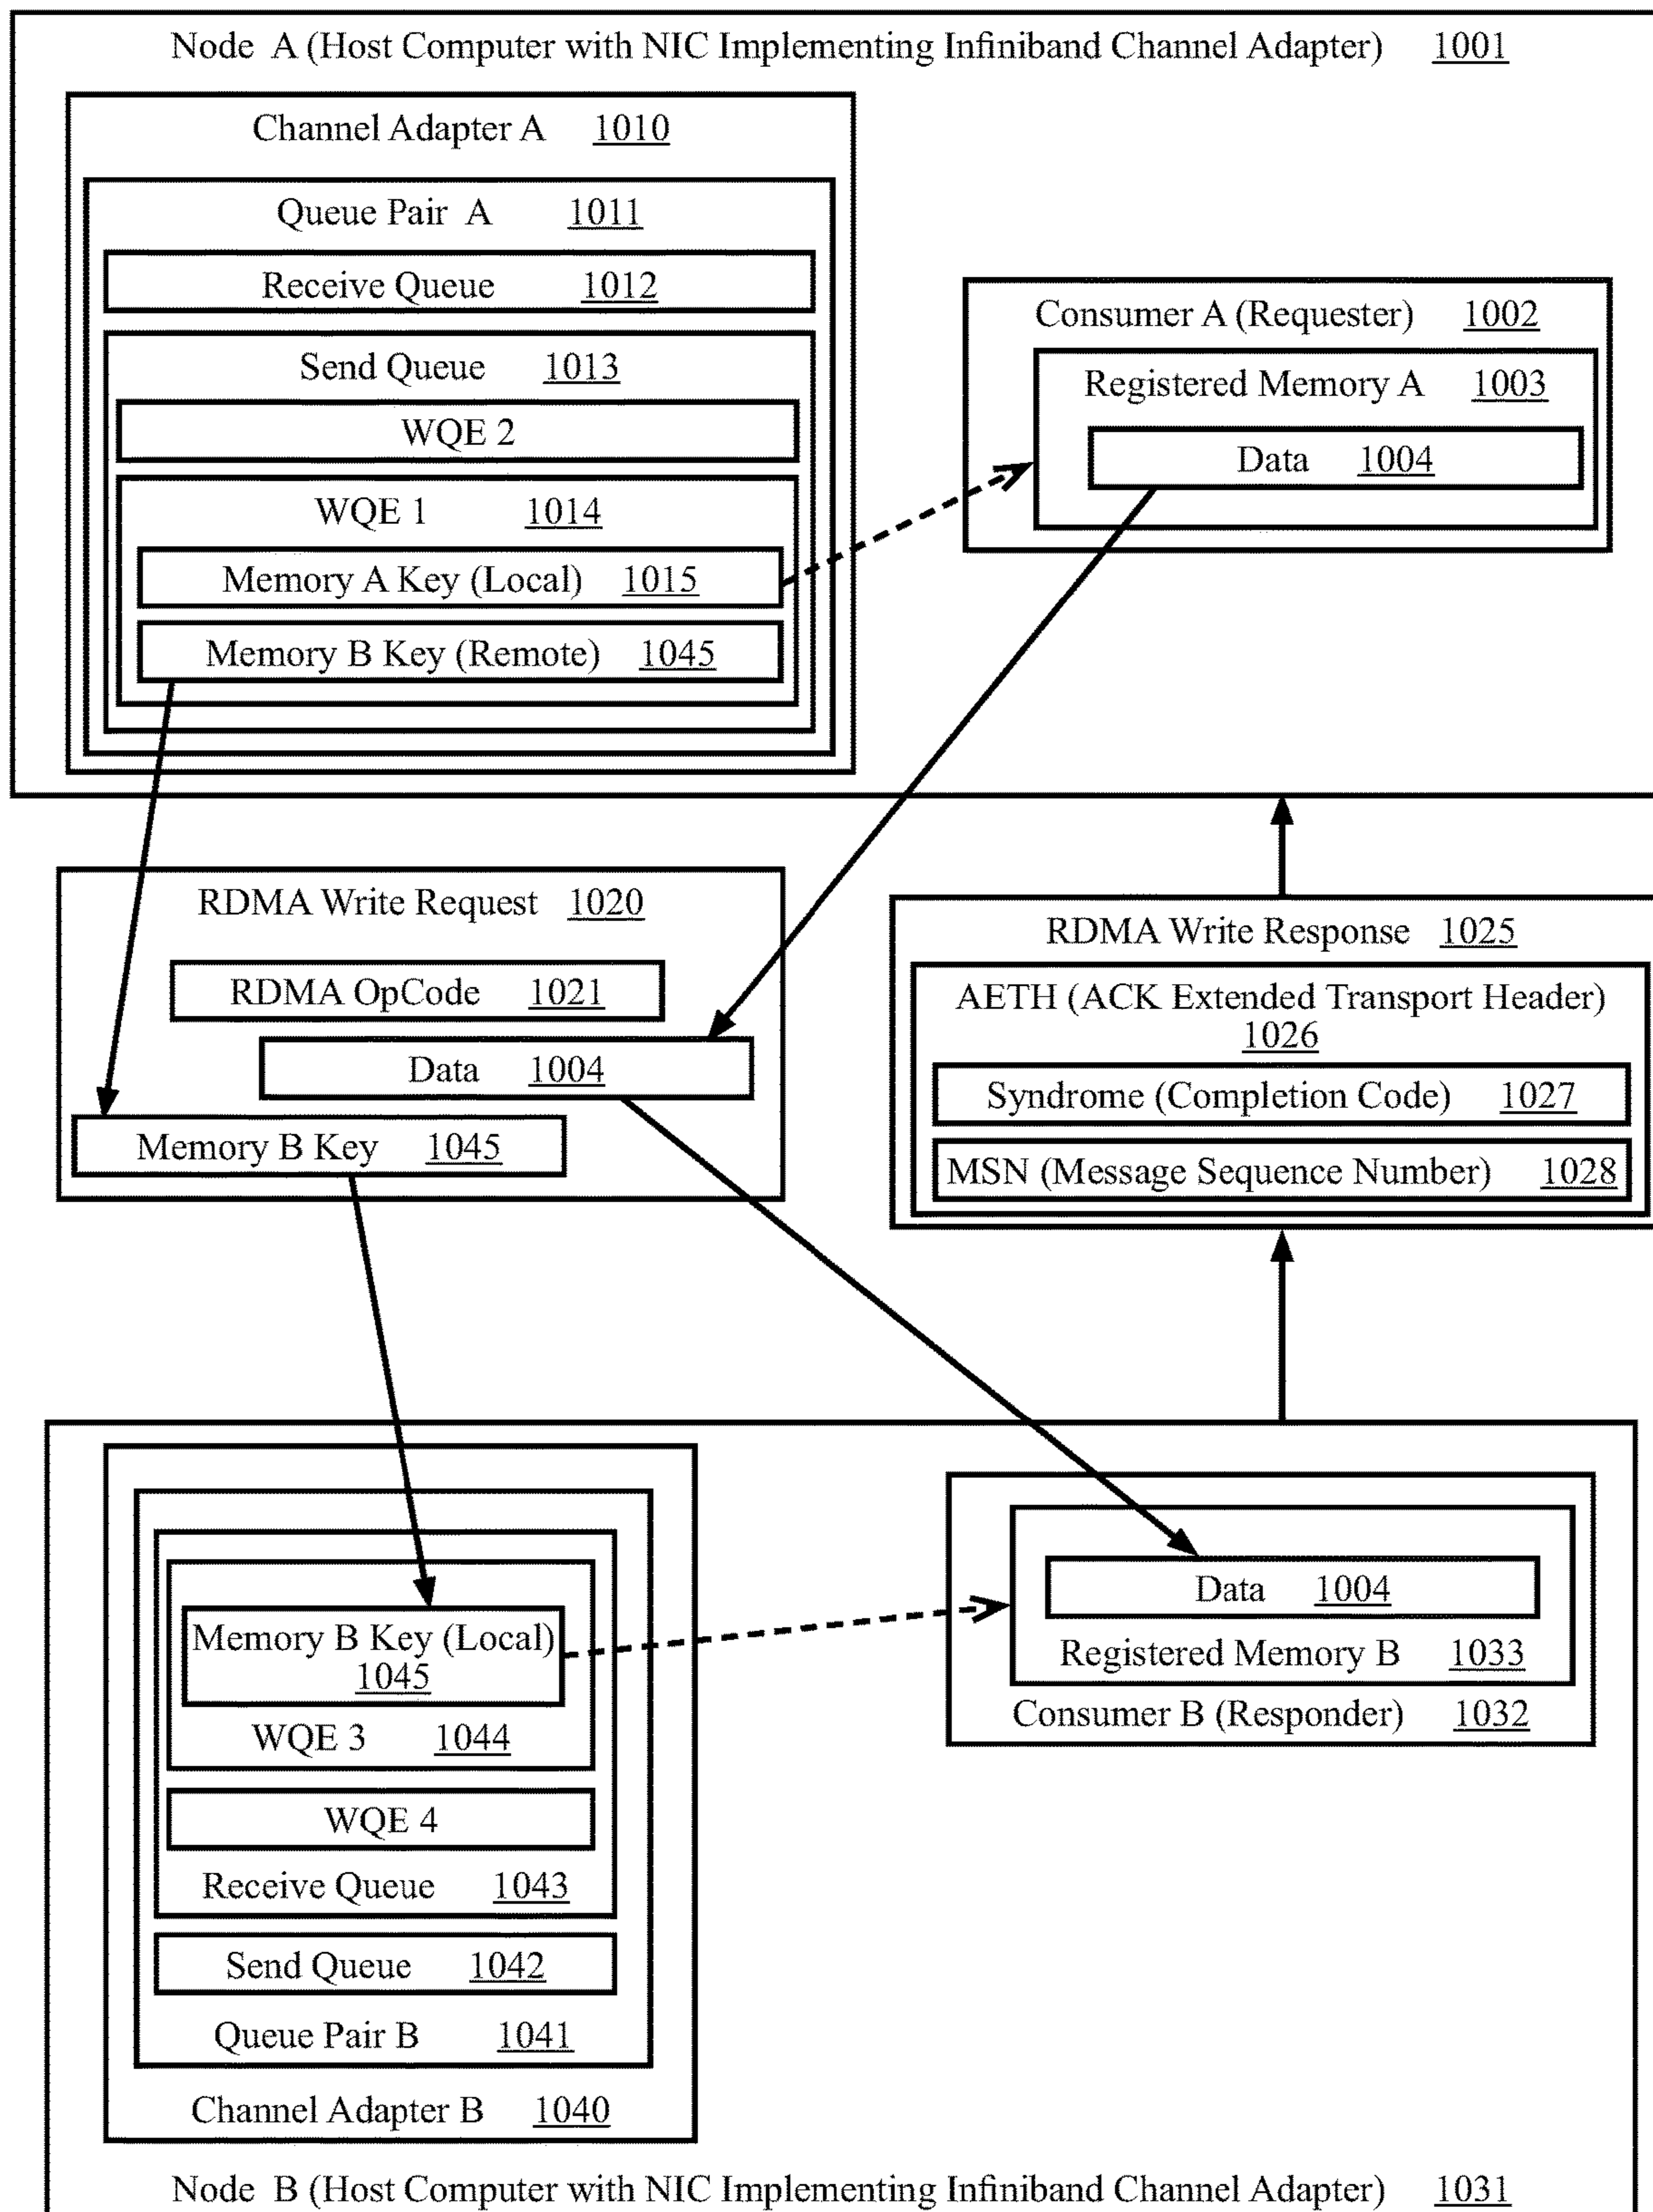 Node A (Host Computer with NIC Implementing Infiniband Channel Adapter) 1001
Channel Adapter A 1010
Queue Pair A 1011
Receive Queue 1012
Send Queue 1013
WQE 2
WQE 1 1014
Memory A Key (Local) 1015
Memory B Key (Remote) 1045
Consumer A (Requester) 1002
Registered Memory A 1003
Data 1004
RDMA Write Request 1020
RDMA OpCode 1021
Data 1004
Memory B Key 1045
RDMA Write Response 1025
AETH (ACK Extended Transport Header)
1026
Syndrome (Completion Code) 1027
MSN (Message Sequence Number) 1028
Memory B Key (Local)
1045
WQE 3 1044
WQE 4
Receive Queue 1043
Send Queue 1042
Queue Pair B 1041
Channel Adapter B 1040
Data 1004
Registered Memory B 1033
Consumer B (Responder) 1032
Node B (Host Computer with NIC Implementing Infiniband Channel Adapter) 1031